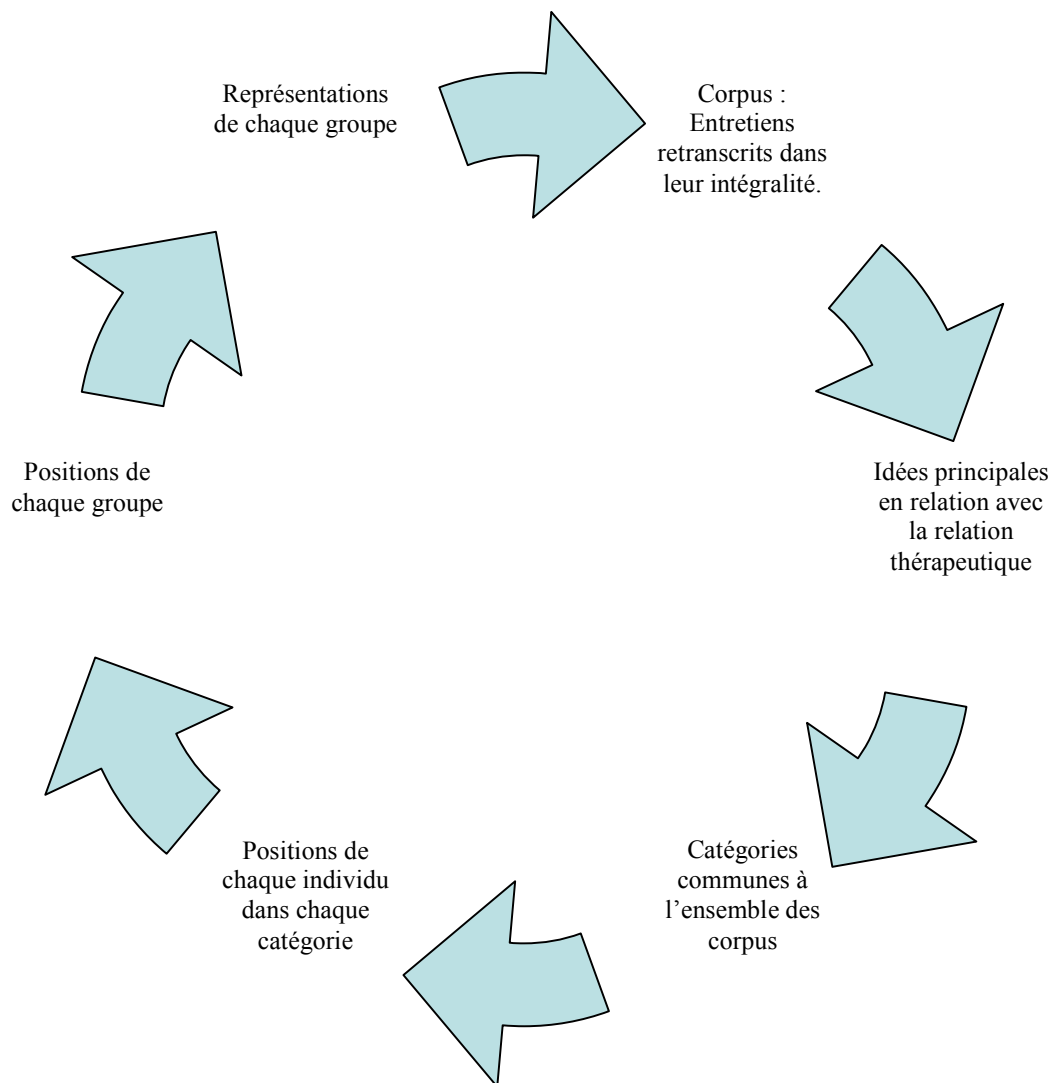 Représentations
de chaque groupe
Corpus :
Entretiens
retranscrits dans
leur intégralité.
Idées principales
en relation avec
la relation
thérapeutique
Catégories
communes à
l’ensemble des
corpus
Positions de
chaque individu
dans chaque
catégorie
Positions de
chaque groupe